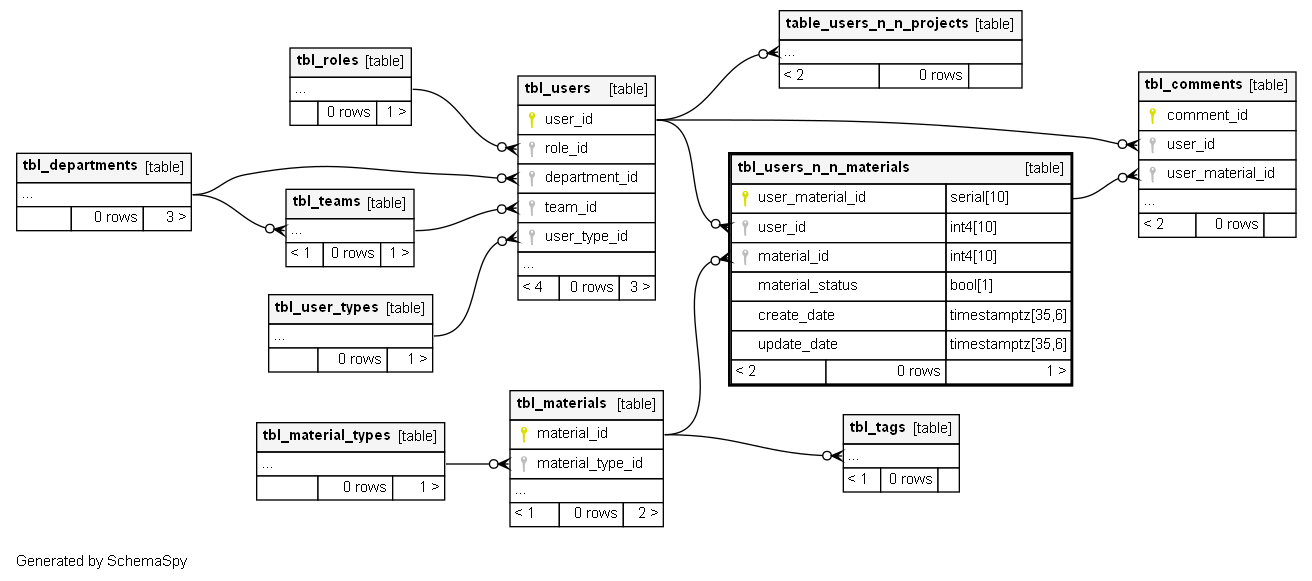 table_users_n_n_projects [table]
...
< 2 0 rows
tbl_roles [table]
...
0 rows 1 >
tbl_users [table]
user_id
role_id
department_id
team_id
user_type_id
...
< 4 0 rows 3 >
tbl_comments [table]
comment_id
user_id
user_material_id
...
< 2 0 rows
tbl_departments [table]
...
0 rows 3 >
tbl_teams [table]
...
< 1 0 rows 1 >
tbl_users_n_n_materials [table]
user_material_id serial[10]
user_id int4[10]
material_id int4[10]
material_status bool[1]
create_date timestamptz[35,6]
update_date timestamptz[35,6]
< 2 0 rows 1 >
tbl_user_types [table]
...
0 rows 1 >
tbl_materials [table]
material_id
material_type_id
...
< 1 0 rows 2 >
tbl_material_types [table]
...
0 rows 1 >
tbl_tags [table]
...
< 1 0 rows
Generated by SchemaSpy